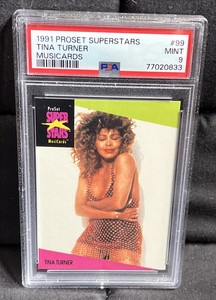 1991 PROSET SUPERSTARS #99
TINA TURNER MINT
MUSICARDS 9
PSA 77020833
ProSet
SUPER
STARS
MusiCards
TINA TURNER